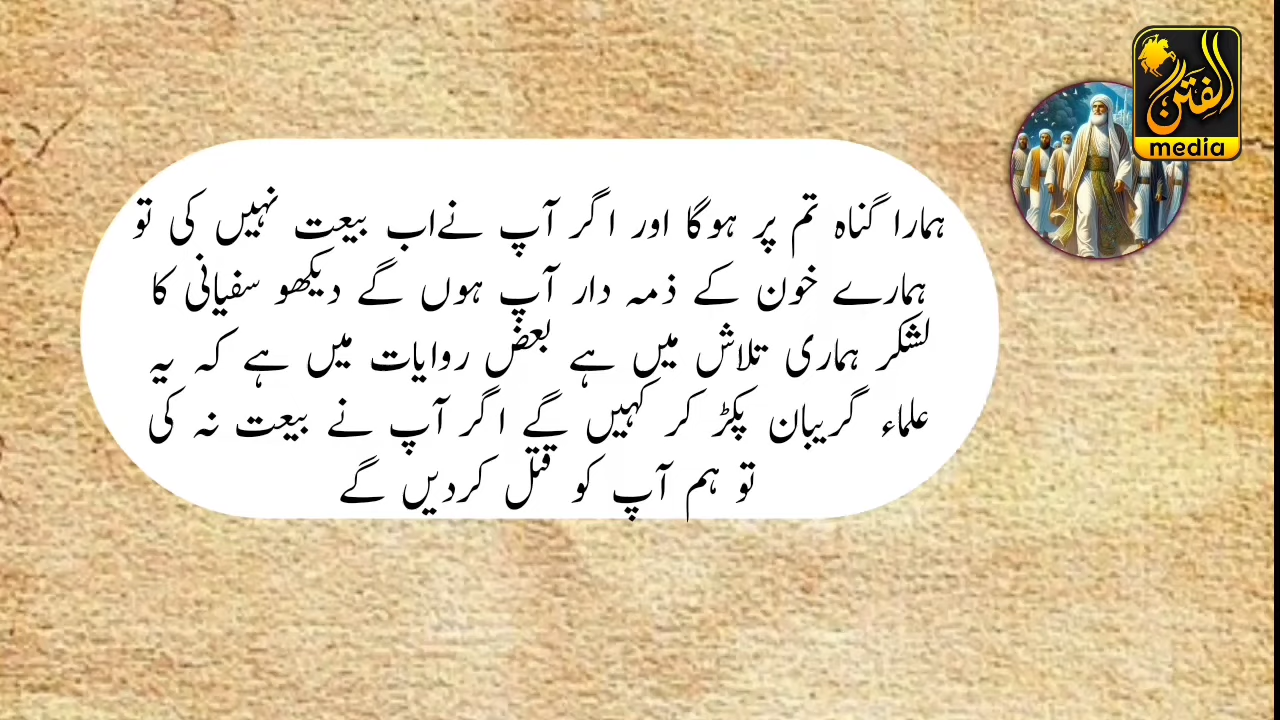 الفتن
media
ہمارا گناہ تم پر ہوگا اور اگر آپ نےاب بیعت نہیں کی تو
ہمارے خون کے ذمہ دار آپ ہوں گے دیکھو سفیانی کا
لشکر ہماری تلاش میں ہے بعض روایات میں ہے کہ یہ
علماء گریبان پکڑ کر کہیں گے اگر آپ نے بیعت نہ کی
تو ہم آپ کو قتل کردیں گے